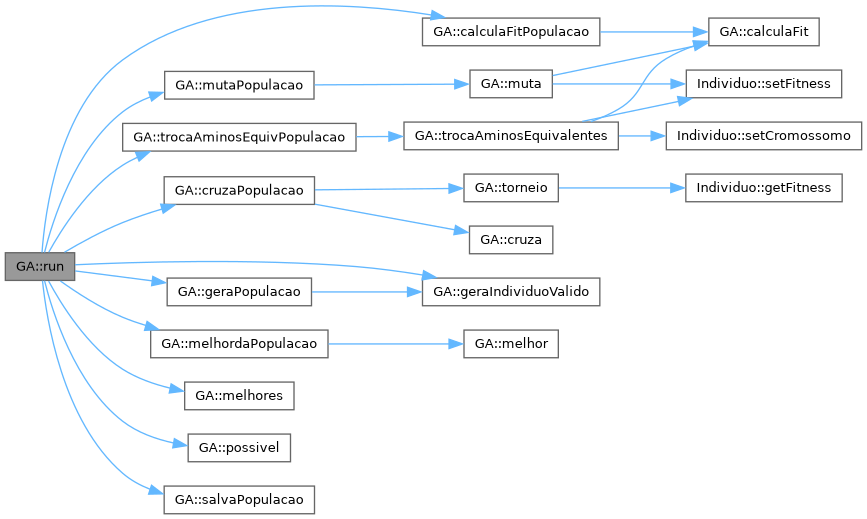 GA::run
GA::calculaFitPopulacao
GA::calculaFit
GA::mutaPopulacao
GA::muta
Individuo::setFitness
GA::trocaAminosEquivPopulacao
GA::trocaAminosEquivalentes
Individuo::setCromossomo
GA::cruzaPopulacao
GA::torneio
Individuo::getFitness
GA::cruza
GA::geraPopulacao
GA::geraIndividuoValido
GA::melhordaPopulacao
GA::melhor
GA::melhores
GA::possivel
GA::salvaPopulacao